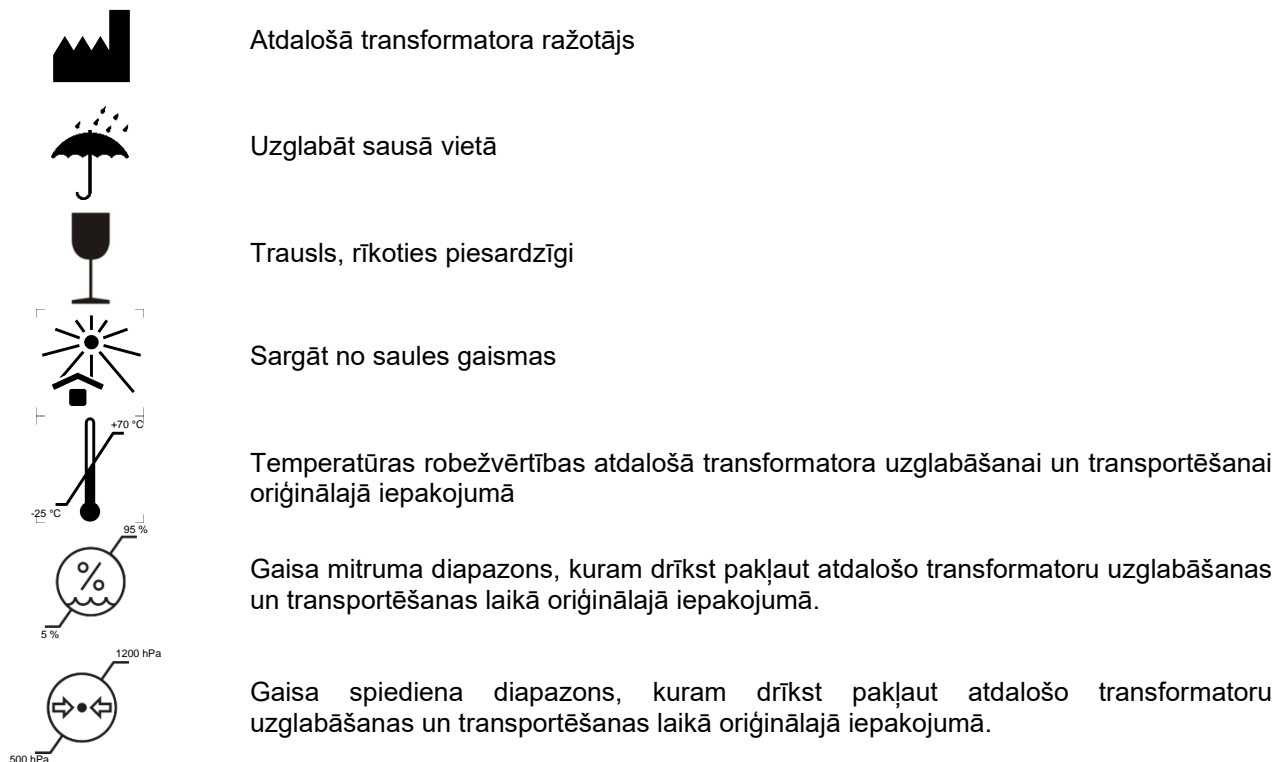 Atdalošā transformatora ražotājs
Uzglabāt sausā vietā
Trausls, rīkoties piesardzīgi
Sargāt no saules gaismas
+70 °C
Temperatūras robežvērtības atdalošā transformatora uzglabāšanai un transportēšanai
oriģinālajā iepakojumā
-25 °C
95 %
%
Gaisa mitruma diapazons, kuram drīkst pakļaut atdalošo transformatoru uzglabāšanas
un transportēšanas laikā oriģinālajā iepakojumā.
5 %
1200 hPa
Gaisa spiediena diapazons, kuram drīkst pakļaut atdalošo transformatoru
uzglabāšanas un transportēšanas laikā oriģinālajā iepakojumā.
500 hPa